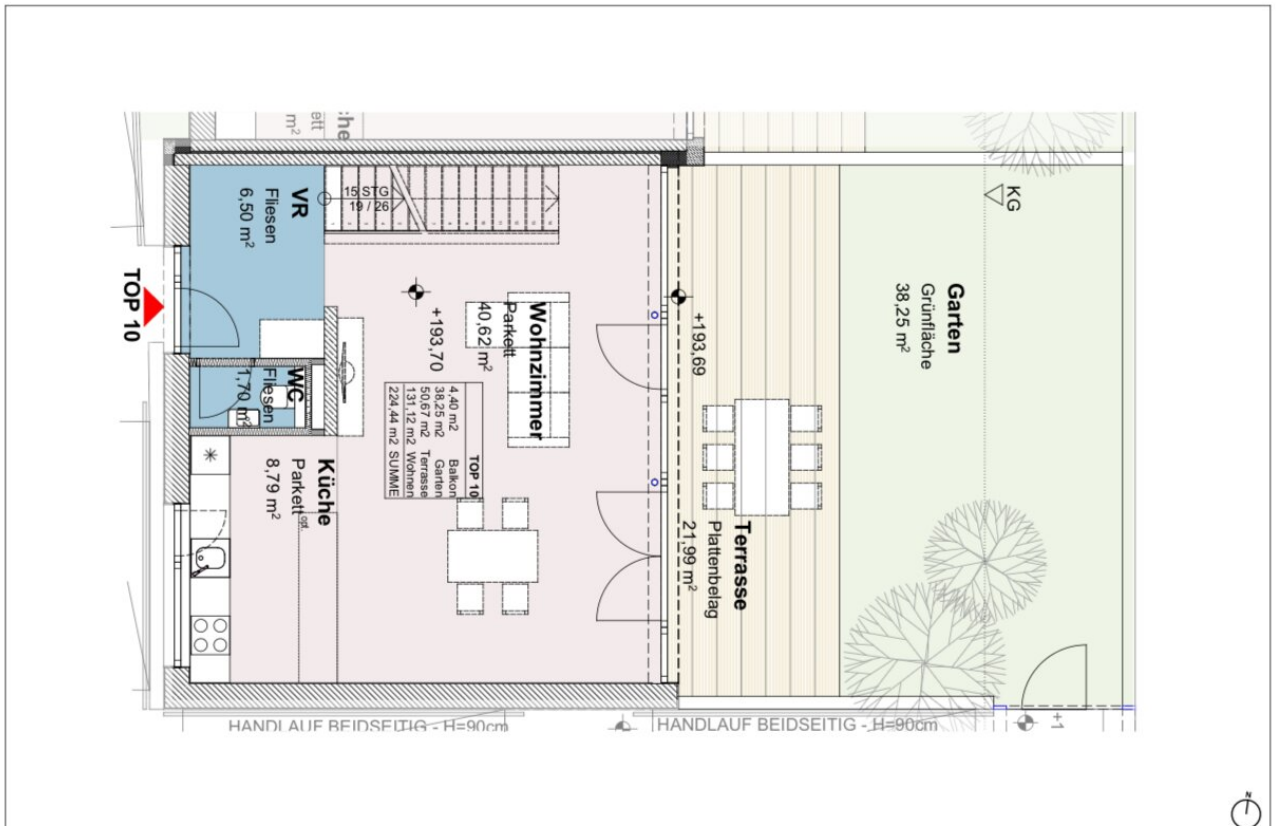 VR
Fliesen
6,50 m²
15 STG
19 / 26
TOP 10
WC
Fliesen
1,70 m²
Küche
Parkett
8,79 m²
opt.
Wohnzimmer
Parkett
40,62 m²
+193,70
TOP 10
4,40 m2 Balkon
38,25 m2 Garten
50,67 m2 Terrasse
131,12 m2 Wohnen
224,44 m2 SUMME
+193,69
Terrasse
Plattenbelag
21,99 m²
Garten
Grünfläche
38,25 m²
KG
HANDLAUF BEIDSEITIG - H=90cm
HANDLAUF BEIDSEITIG - H=90cm
+1
N